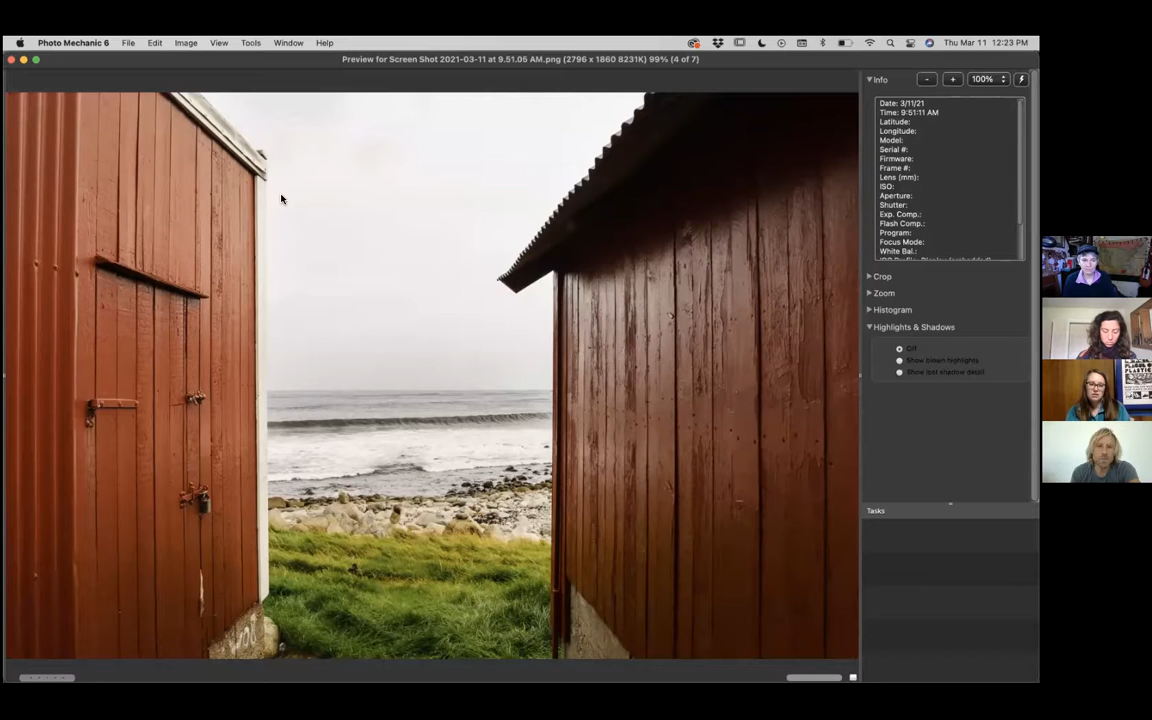 Photo Mechanic 6 File Edit Image View Tools Window Help Thu Mar 11 12:23 PM
Preview for Screen Shot 2021-03-11 at 9.51.05 AM.png (2796 x 1860 8231K) 99% (4 of 7)
Info - + 100%
Date: 3/11/21
Time: 9:51:11 AM
Latitude:
Longitude:
Model:
Serial #:
Firmware:
Frame #:
Lens (mm):
ISO:
Aperture:
Shutter:
Exp. Comp.:
Flash Comp.:
Program:
Focus Mode:
White Bal.:
Crop
Zoom
Histogram
Highlights & Shadows
Off
Show blown highlights
Show lost shadow detail
Tasks
PLASTIC